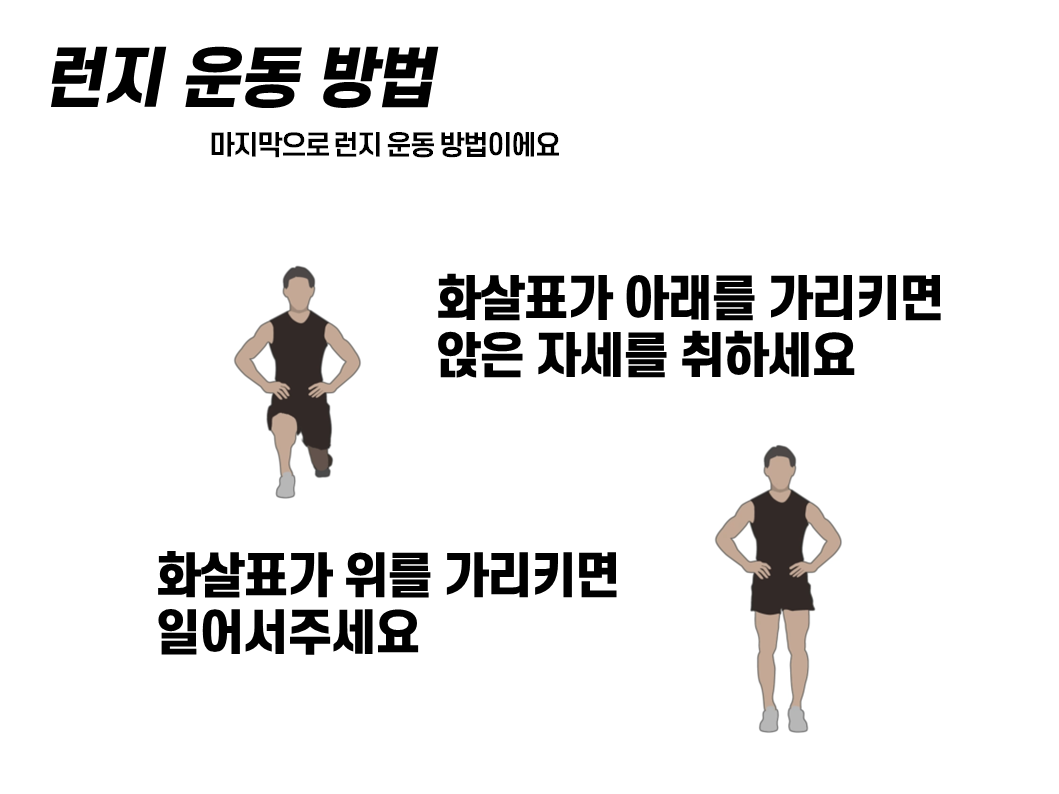 런지 운동 방법
마지막으로 런지 운동 방법이에요
화살표가 아래를 가리키면
앉은 자세를 취하세요
화살표가 위를 가리키면
일어서주세요